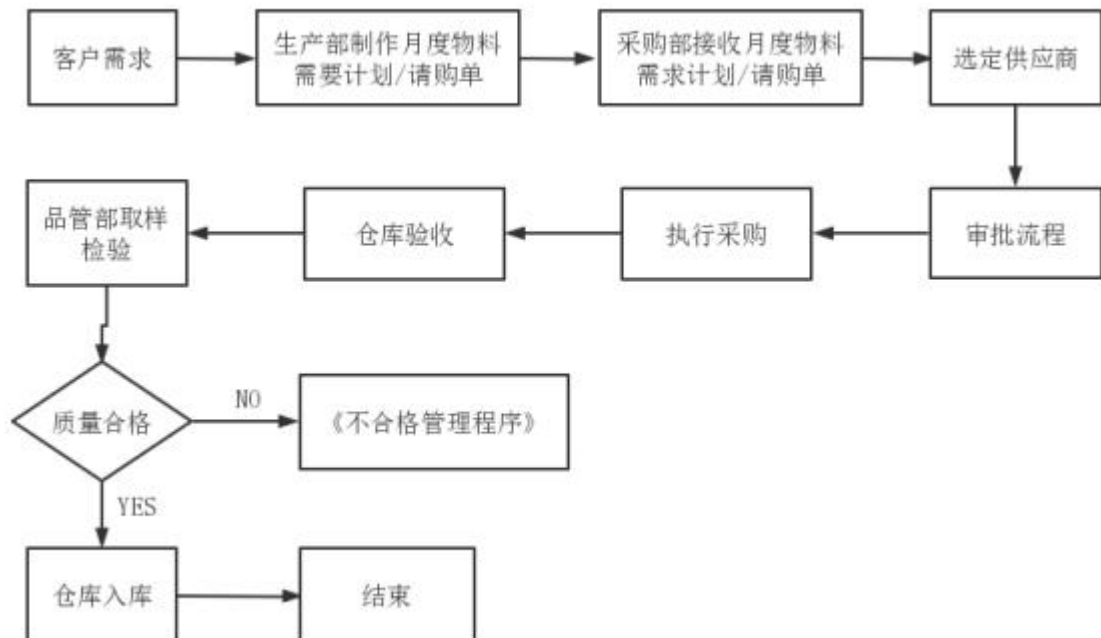 客户需求
生产部制作月度物料
需要计划/请购单
采购部接收月度物料
需求计划/请购单
选定供应商
品管部取样
检验
仓库验收
执行采购
审批流程
质量合格
NO
《不合格管理程序》
YES
仓库入库
结束